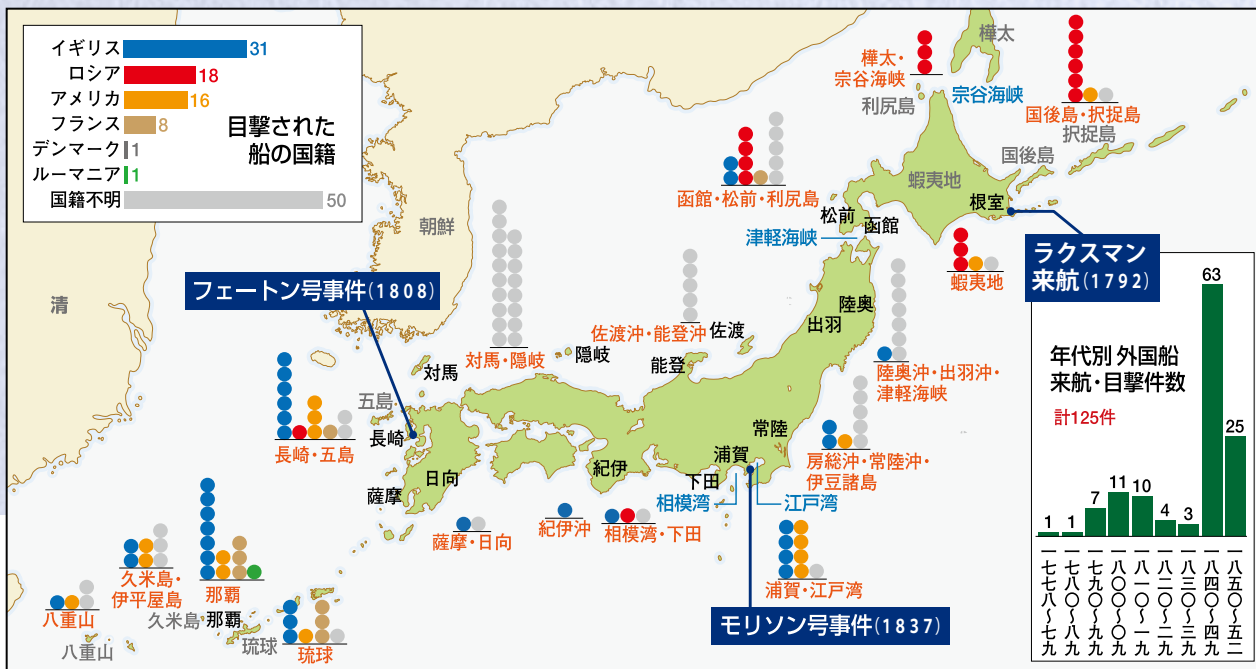 イギリス 31
ロシア 18
アメリカ 16
フランス 8
デンマーク 1
ルーマニア 1
国籍不明 50
目撃された
船の国籍
樺太
樺太・
宗谷海峡
利尻島
宗谷海峡
国後島・択捉島
択捉島
国後島
蝦夷地
根室
函館・松前・利尻島
松前
函館
津軽海峡
蝦夷地
ラクスマン
来航(1792)
朝鮮
清
フェートン号事件(1808)
対馬・隠岐
隠岐
対馬
佐渡沖・能登沖
佐渡
能登
陸奥
出羽
陸奥沖・出羽沖・
津軽海峡
五島
長崎
長崎・五島
常陸
房総沖・常陸沖・
伊豆諸島
浦賀
下田
相模湾
江戸湾
紀伊
日向
薩摩
薩摩・日向
紀伊沖
相模湾・下田
浦賀・江戸湾
モリソン号事件(1837)
久米島・
伊平屋島
那覇
八重山
久米島
那覇
八重山
琉球
琉球
年代別 外国船
来航・目撃件数
計125件
1 1 7 11 10 4 3 63 25
一七七八〜七九
一七八〇〜八九
一七九〇〜九九
一八〇〇〜〇九
一八一〇〜一九
一八二〇〜二九
一八三〇〜三九
一八四〇〜四九
一八五〇〜五二